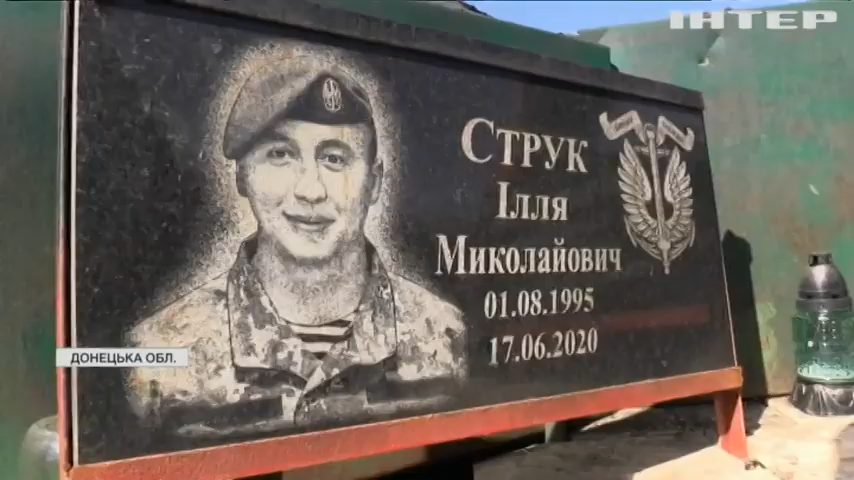 ІНТЕР
СТРУК
Ілля
Миколайович
01.08.1995
17.06.2020
ДОНЕЦЬКА ОБЛ.